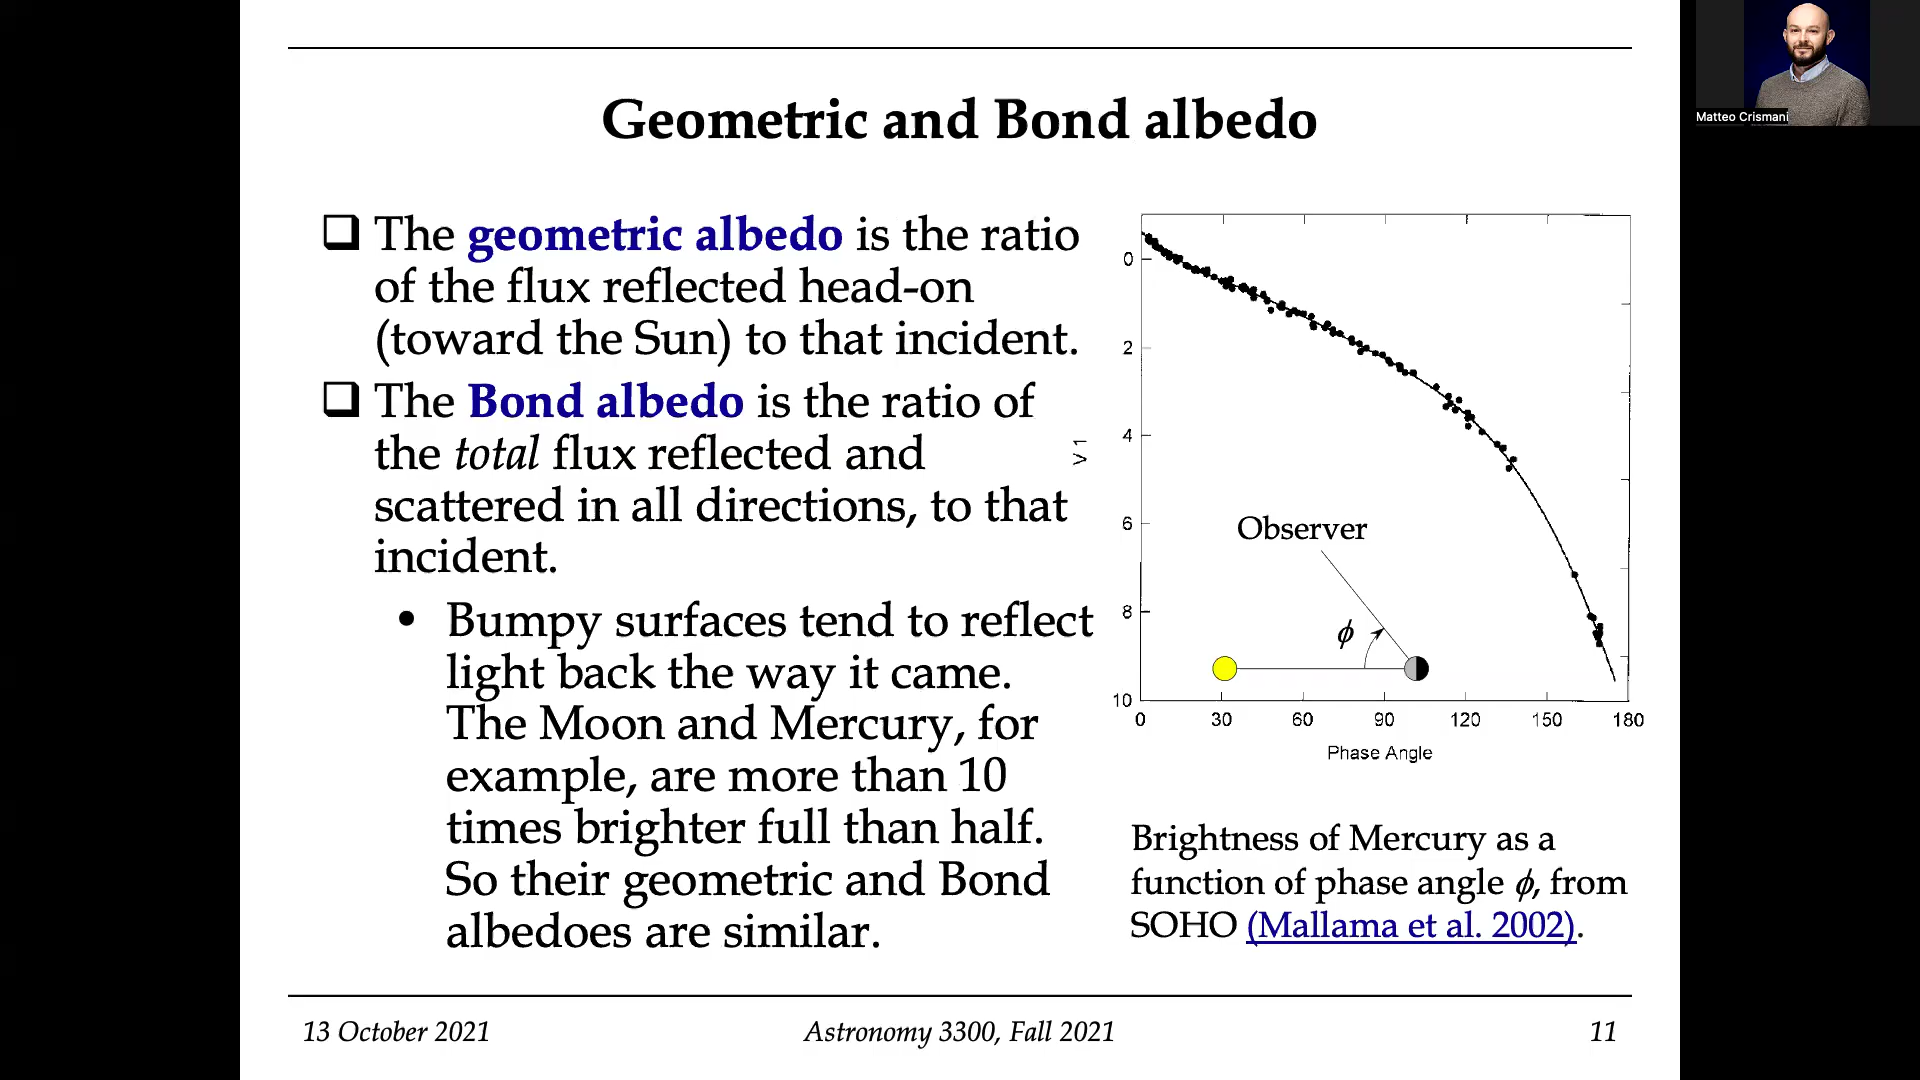 Matteo Crismani
Geometric and Bond albedo
The geometric albedo is the ratio
of the flux reflected head-on
(toward the Sun) to that incident.
The Bond albedo is the ratio of
the total flux reflected and
scattered in all directions, to that
incident.
• Bumpy surfaces tend to reflect
light back the way it came.
The Moon and Mercury, for
example, are more than 10
times brighter full than half.
So their geometric and Bond
albedoes are similar.
0
2
4
6
8
10
V 1
Observer
ϕ
0 30 60 90 120 150 180
Phase Angle
Brightness of Mercury as a
function of phase angle ϕ, from
SOHO (Mallama et al. 2002).
13 October 2021
Astronomy 3300, Fall 2021
11